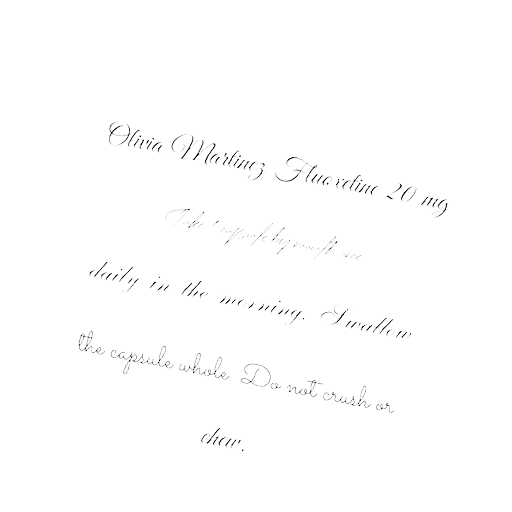 Olivia Martinez Fluoxetine 20 mg
Take 1 capsule by mouth once
daily in the morning. Swallow
the capsule whole. Do not crush or
chew.